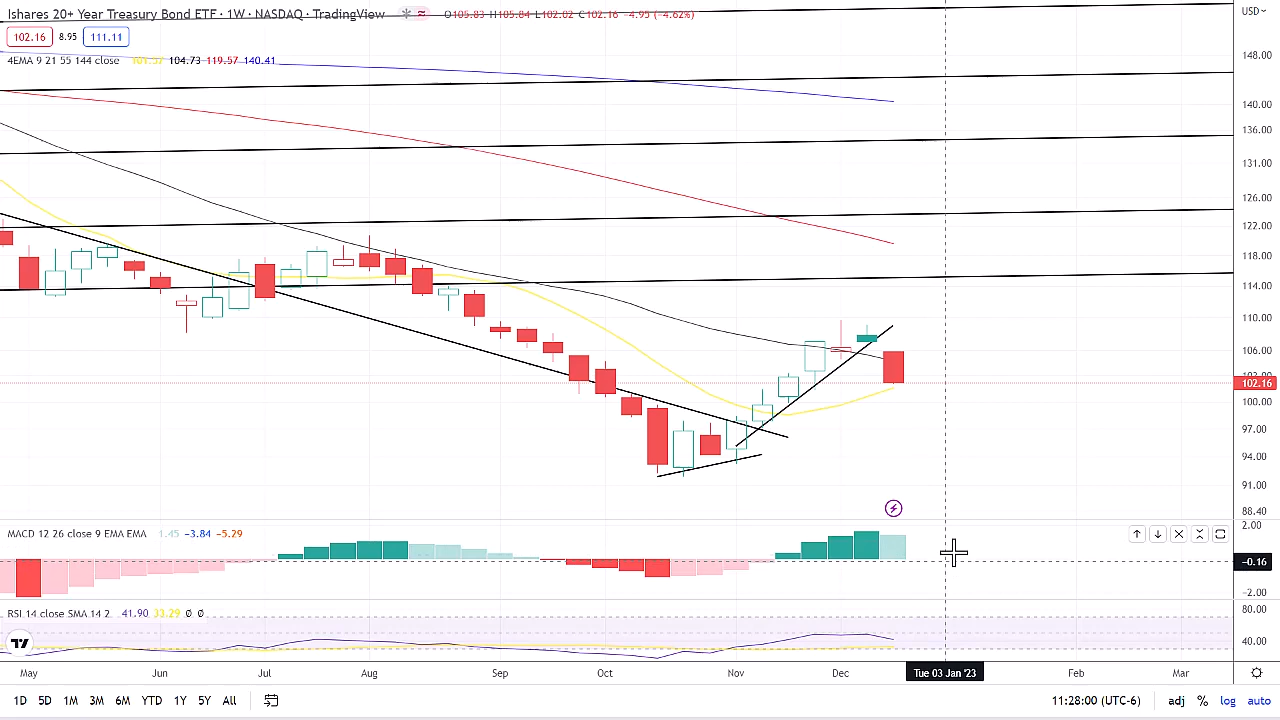 Ishares 20+ Year Treasury Bond ETF · 1W · NASDAQ · TradingView O105.83 H105.84 L102.02 C102.16 −4.95 (−4.62%)
USD
102.16 8.95 111.11
4EMA 9 21 55 144 close 101.57 104.73 119.57 140.41
148.00
140.00
136.00
131.00
126.00
122.00
118.00
114.00
110.00
106.00
102.16
100.00
97.00
94.00
91.00
88.40
MACD 12 26 close 9 EMA EMA 1.45 −3.84 −5.29
2.00
−0.16
−2.00
RSI 14 close SMA 14 2 41.90 33.29 Ø Ø
80.00
40.00
May Jun Jul Aug Sep Oct Nov Dec Tue 03 Jan '23 Feb Mar
1D 5D 1M 3M 6M YTD 1Y 5Y All 11:28:00 (UTC-6) adj % log auto